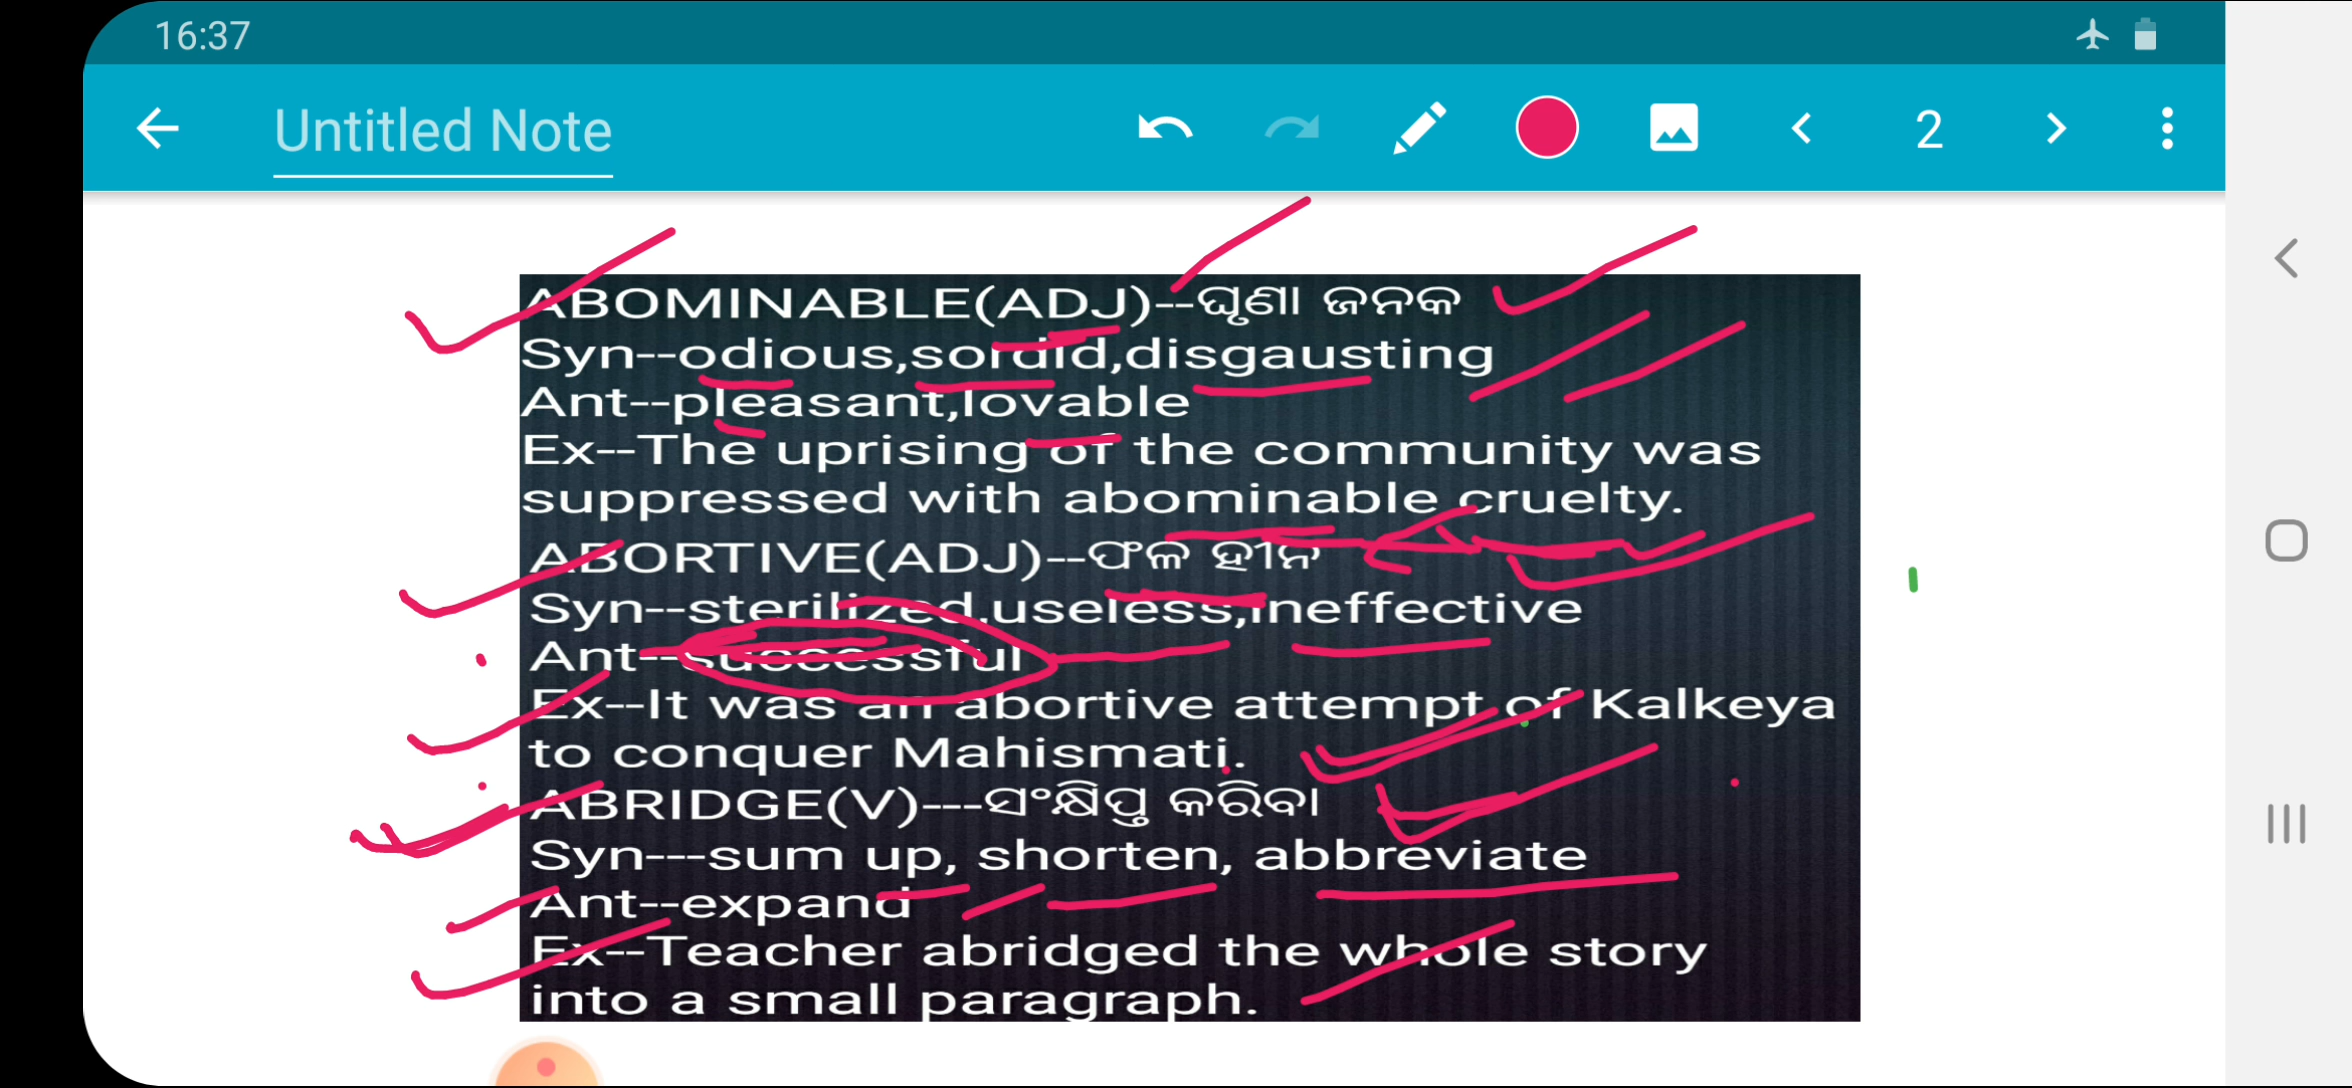 16:37
Untitled Note
2
ABOMINABLE(ADJ)--ଘୃଣା ଜନକ
Syn--odious,sordid,disgausting
Ant--pleasant,lovable
Ex--The uprising of the community was
suppressed with abominable cruelty.
ABORTIVE(ADJ)--ଫଳ ହୀନ
Syn--sterilized,useless,ineffective
Ant--successful
Ex--It was an abortive attempt of Kalkeya
to conquer Mahismati.
ABRIDGE(V)---ସଂକ୍ଷିପ୍ତ କରିବା
Syn---sum up, shorten, abbreviate
Ant--expand
Ex--Teacher abridged the whole story
into a small paragraph.